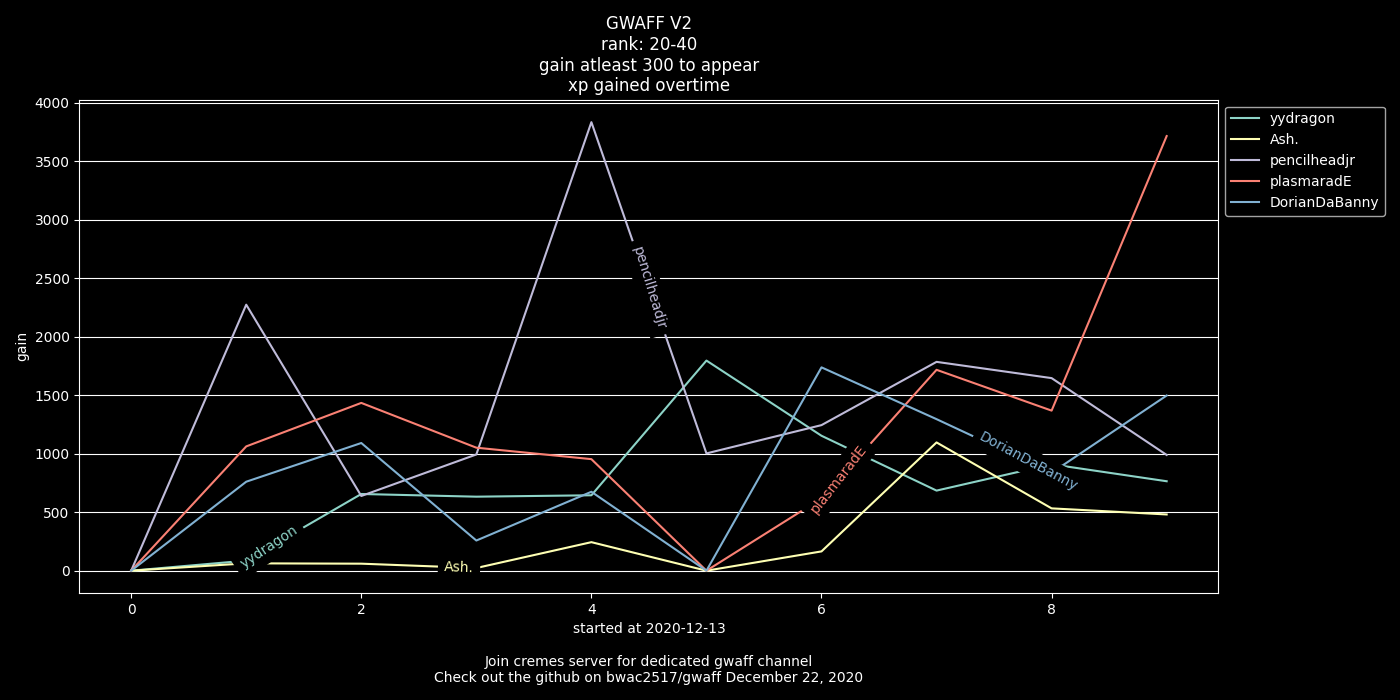 GWAFF V2
rank: 20-40
gain atleast 300 to appear
xp gained overtime
4000
3500
3000
2500
2000
1500
1000
500
0
gain
yydragon
Ash.
pencilheadjr
plasmaradE
DorianDaBanny
yydragon
Ash.
pencilheadjr
plasmaradE
DorianDaBanny
0
2
4
6
8
started at 2020-12-13
Join cremes server for dedicated gwaff channel
Check out the github on bwac2517/gwaff December 22, 2020